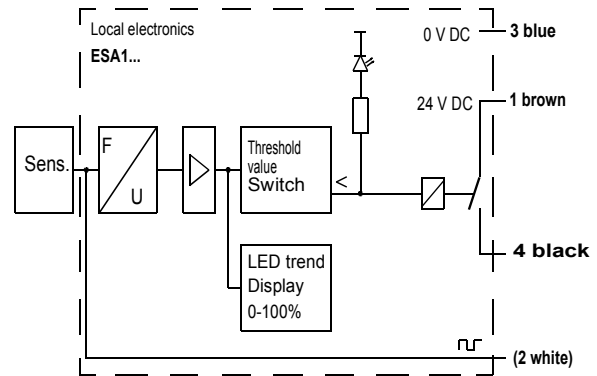 Local electronics
ESA1...
0 V DC
3 blue
24 V DC
1 brown
Sens.
F
U
Threshold
value
Switch
<
4 black
LED trend
Display
0-100%
(2 white)